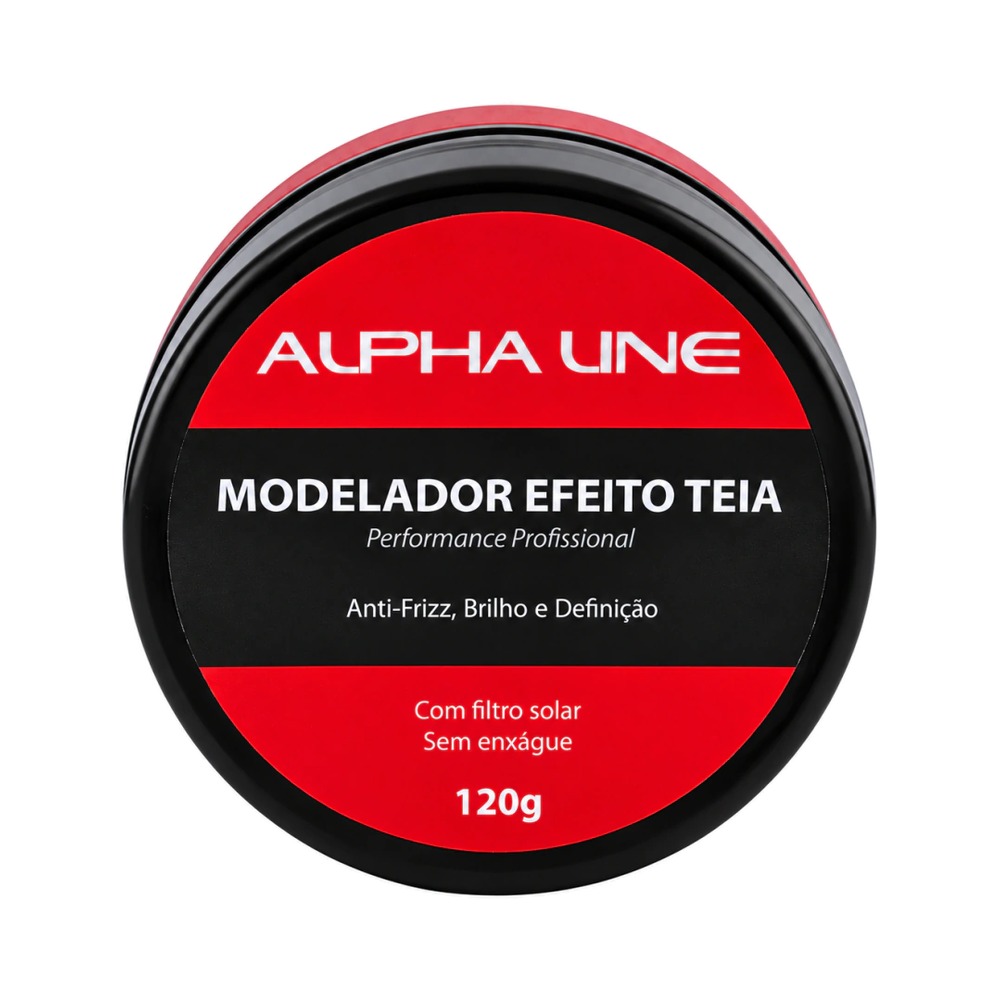 ALPHA LINE
MODELADOR EFEITO TEIA
Performance Profissional
Anti-Frizz, Brilho e Definição
Com filtro solar
Sem enxágue
120g